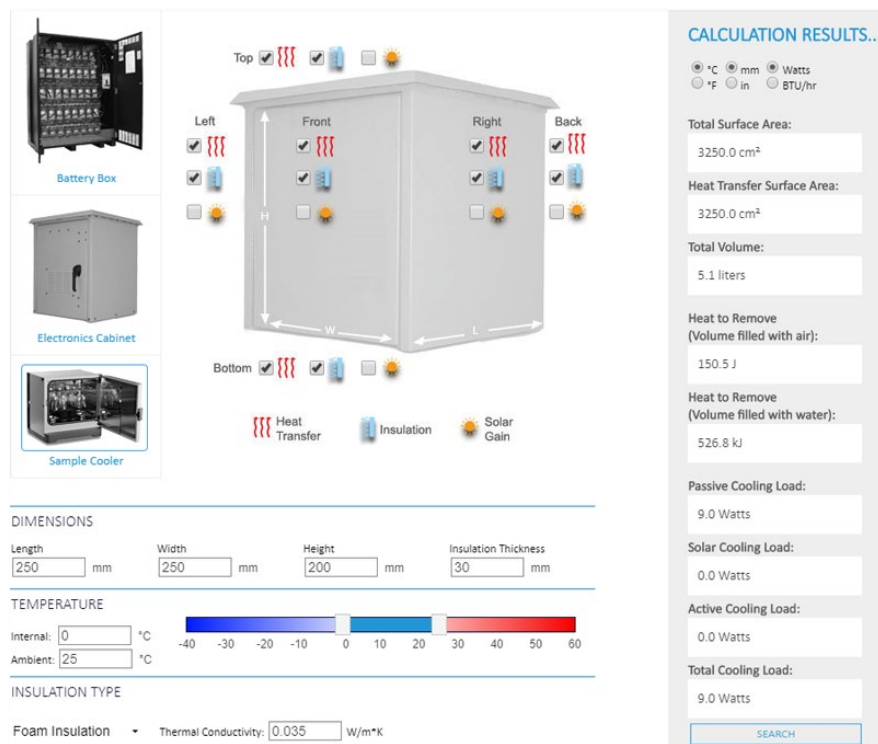 CALCULATION RESULTS..
°C mm Watts
°F in BTU/hr
Top
Left Front Right Back
H
W L
Bottom
Heat
Transfer
Insulation
Solar
Gain
Battery Box
Electronics Cabinet
Sample Cooler
Total Surface Area:
3250.0 cm²
Heat Transfer Surface Area:
3250.0 cm²
Total Volume:
5.1 liters
Heat to Remove
(Volume filled with air):
150.5 J
Heat to Remove
(Volume filled with water):
526.8 kJ
Passive Cooling Load:
9.0 Watts
Solar Cooling Load:
0.0 Watts
Active Cooling Load:
0.0 Watts
Total Cooling Load:
9.0 Watts
SEARCH
DIMENSIONS
Length Width Height Insulation Thickness
250 mm 250 mm 200 mm 30 mm
TEMPERATURE
Internal: 0 °C
Ambient: 25 °C
-40 -30 -20 -10 0 10 20 30 40 50 60
INSULATION TYPE
Foam Insulation Thermal Conductivity: 0.035 W/m*K